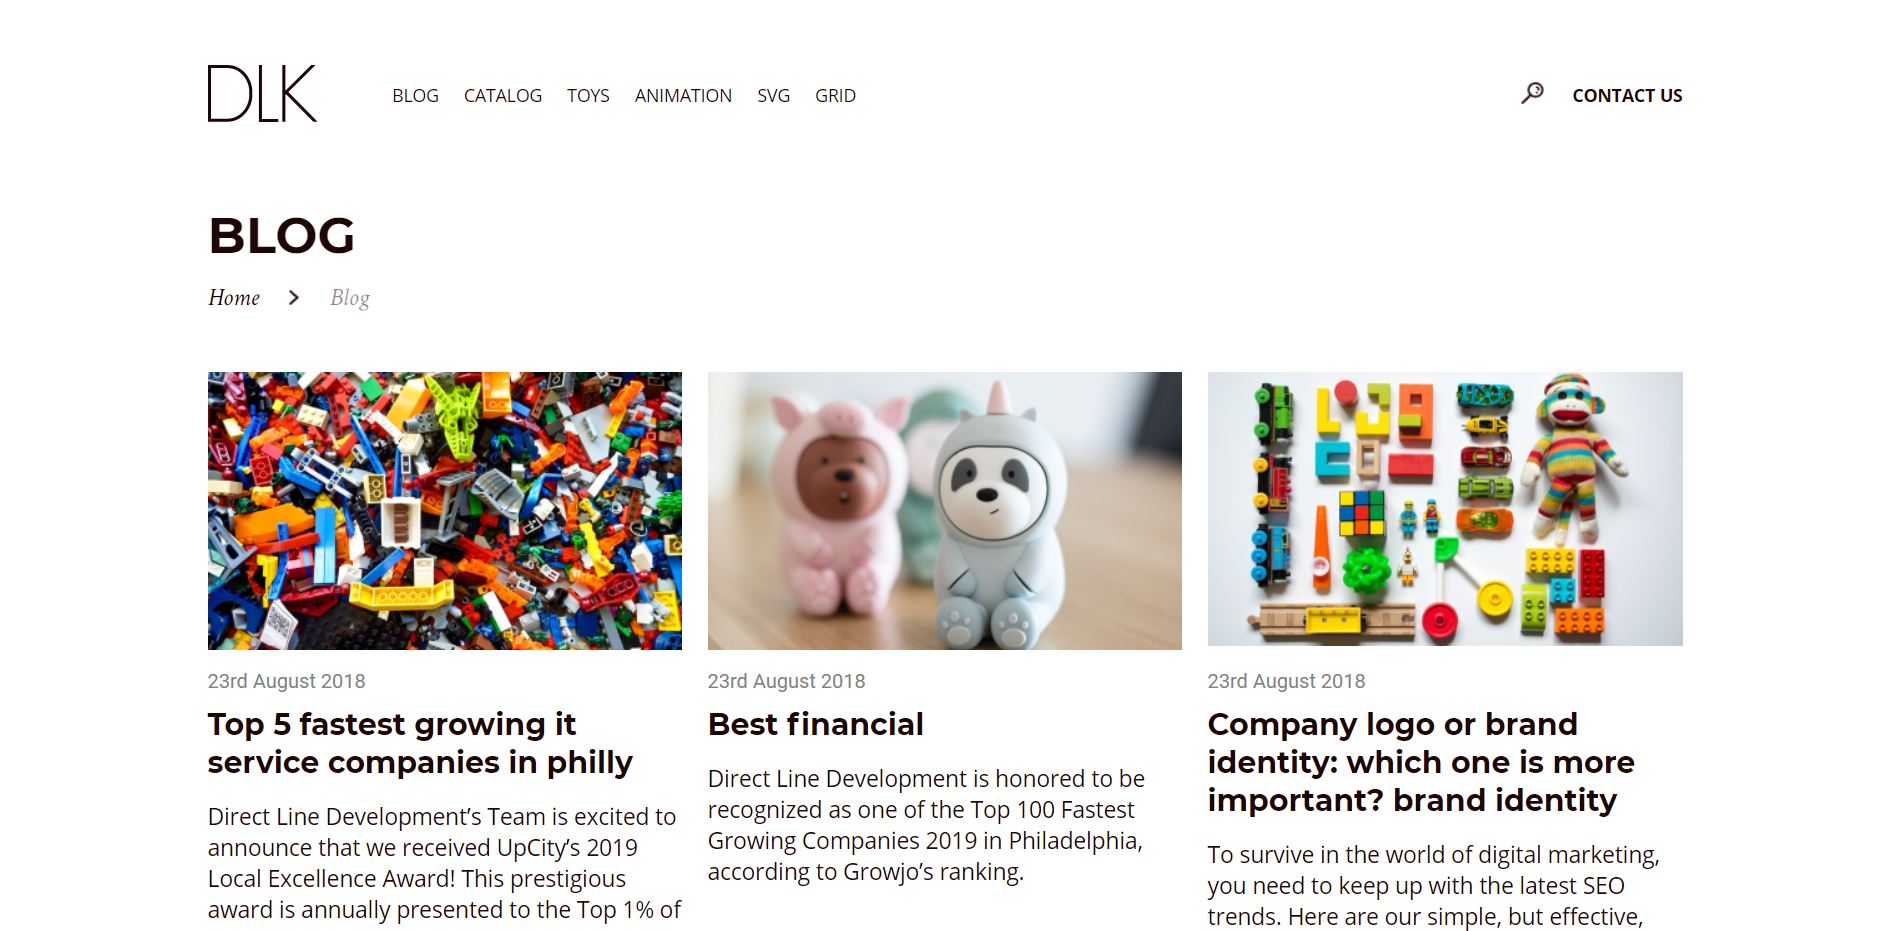 DLK
BLOG CATALOG TOYS ANIMATION SVG GRID
CONTACT US
BLOG
Home > Blog
23rd August 2018
Top 5 fastest growing it
service companies in philly
Direct Line Development’s Team is excited to
announce that we received UpCity’s 2019
Local Excellence Award! This prestigious
award is annually presented to the Top 1% of
23rd August 2018
Best financial
Direct Line Development is honored to be
recognized as one of the Top 100 Fastest
Growing Companies 2019 in Philadelphia,
according to Growjo’s ranking.
23rd August 2018
Company logo or brand
identity: which one is more
important? brand identity
To survive in the world of digital marketing,
you need to keep up with the latest SEO
trends. Here are our simple, but effective,